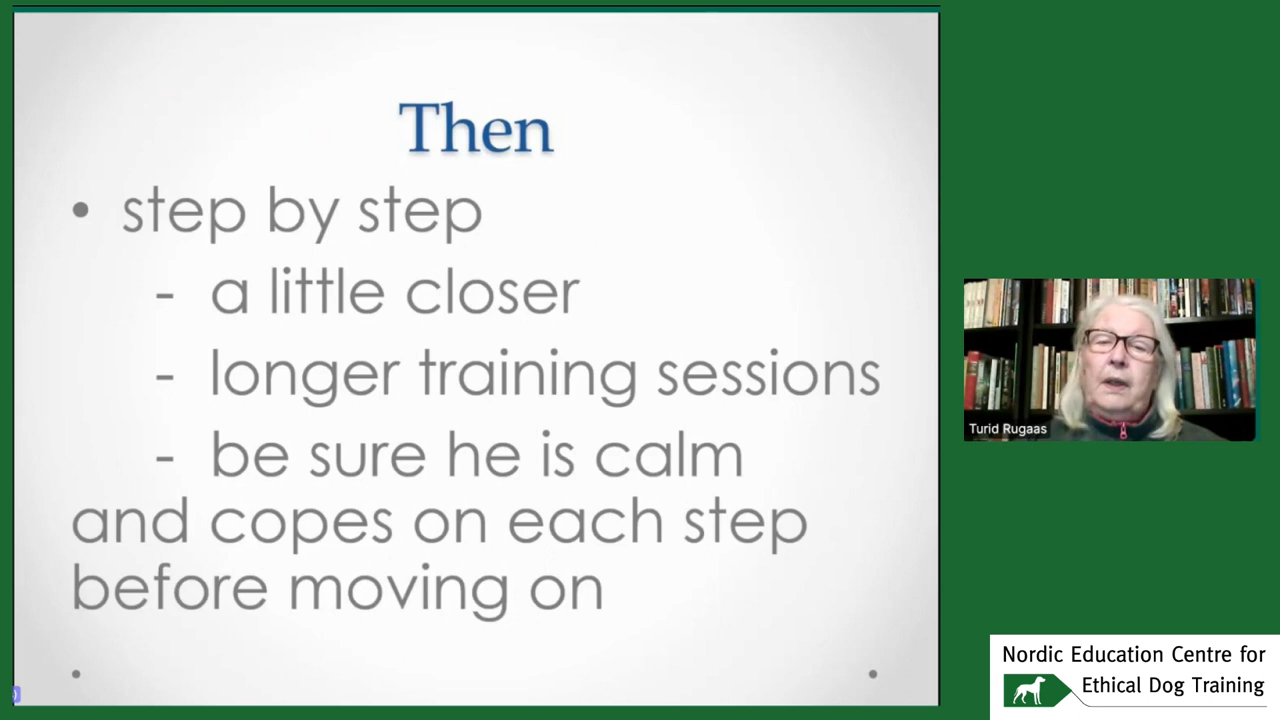 Then
• step by step
- a little closer
- longer training sessions
- be sure he is calm
and copes on each step
before moving on
Turid Rugaas
Nordic Education Centre for
Ethical Dog Training